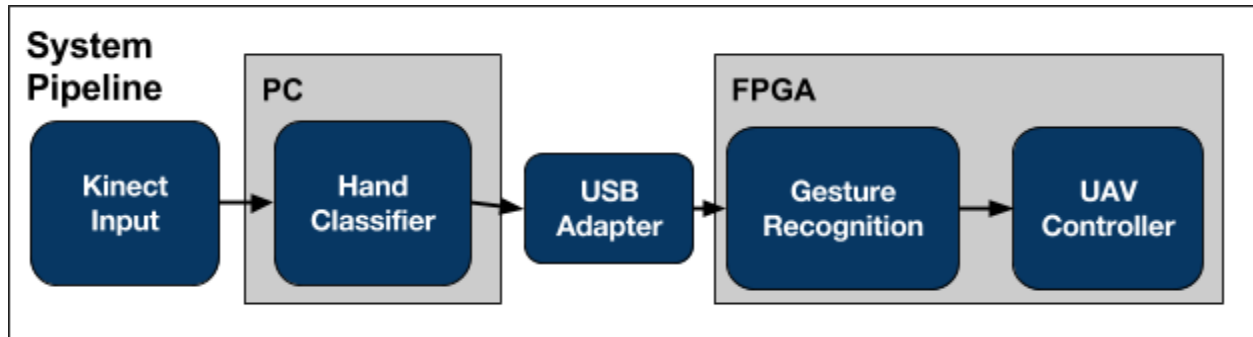 System
Pipeline
PC
FPGA
Kinect
Input
Hand
Classifier
USB
Adapter
Gesture
Recognition
UAV
Controller